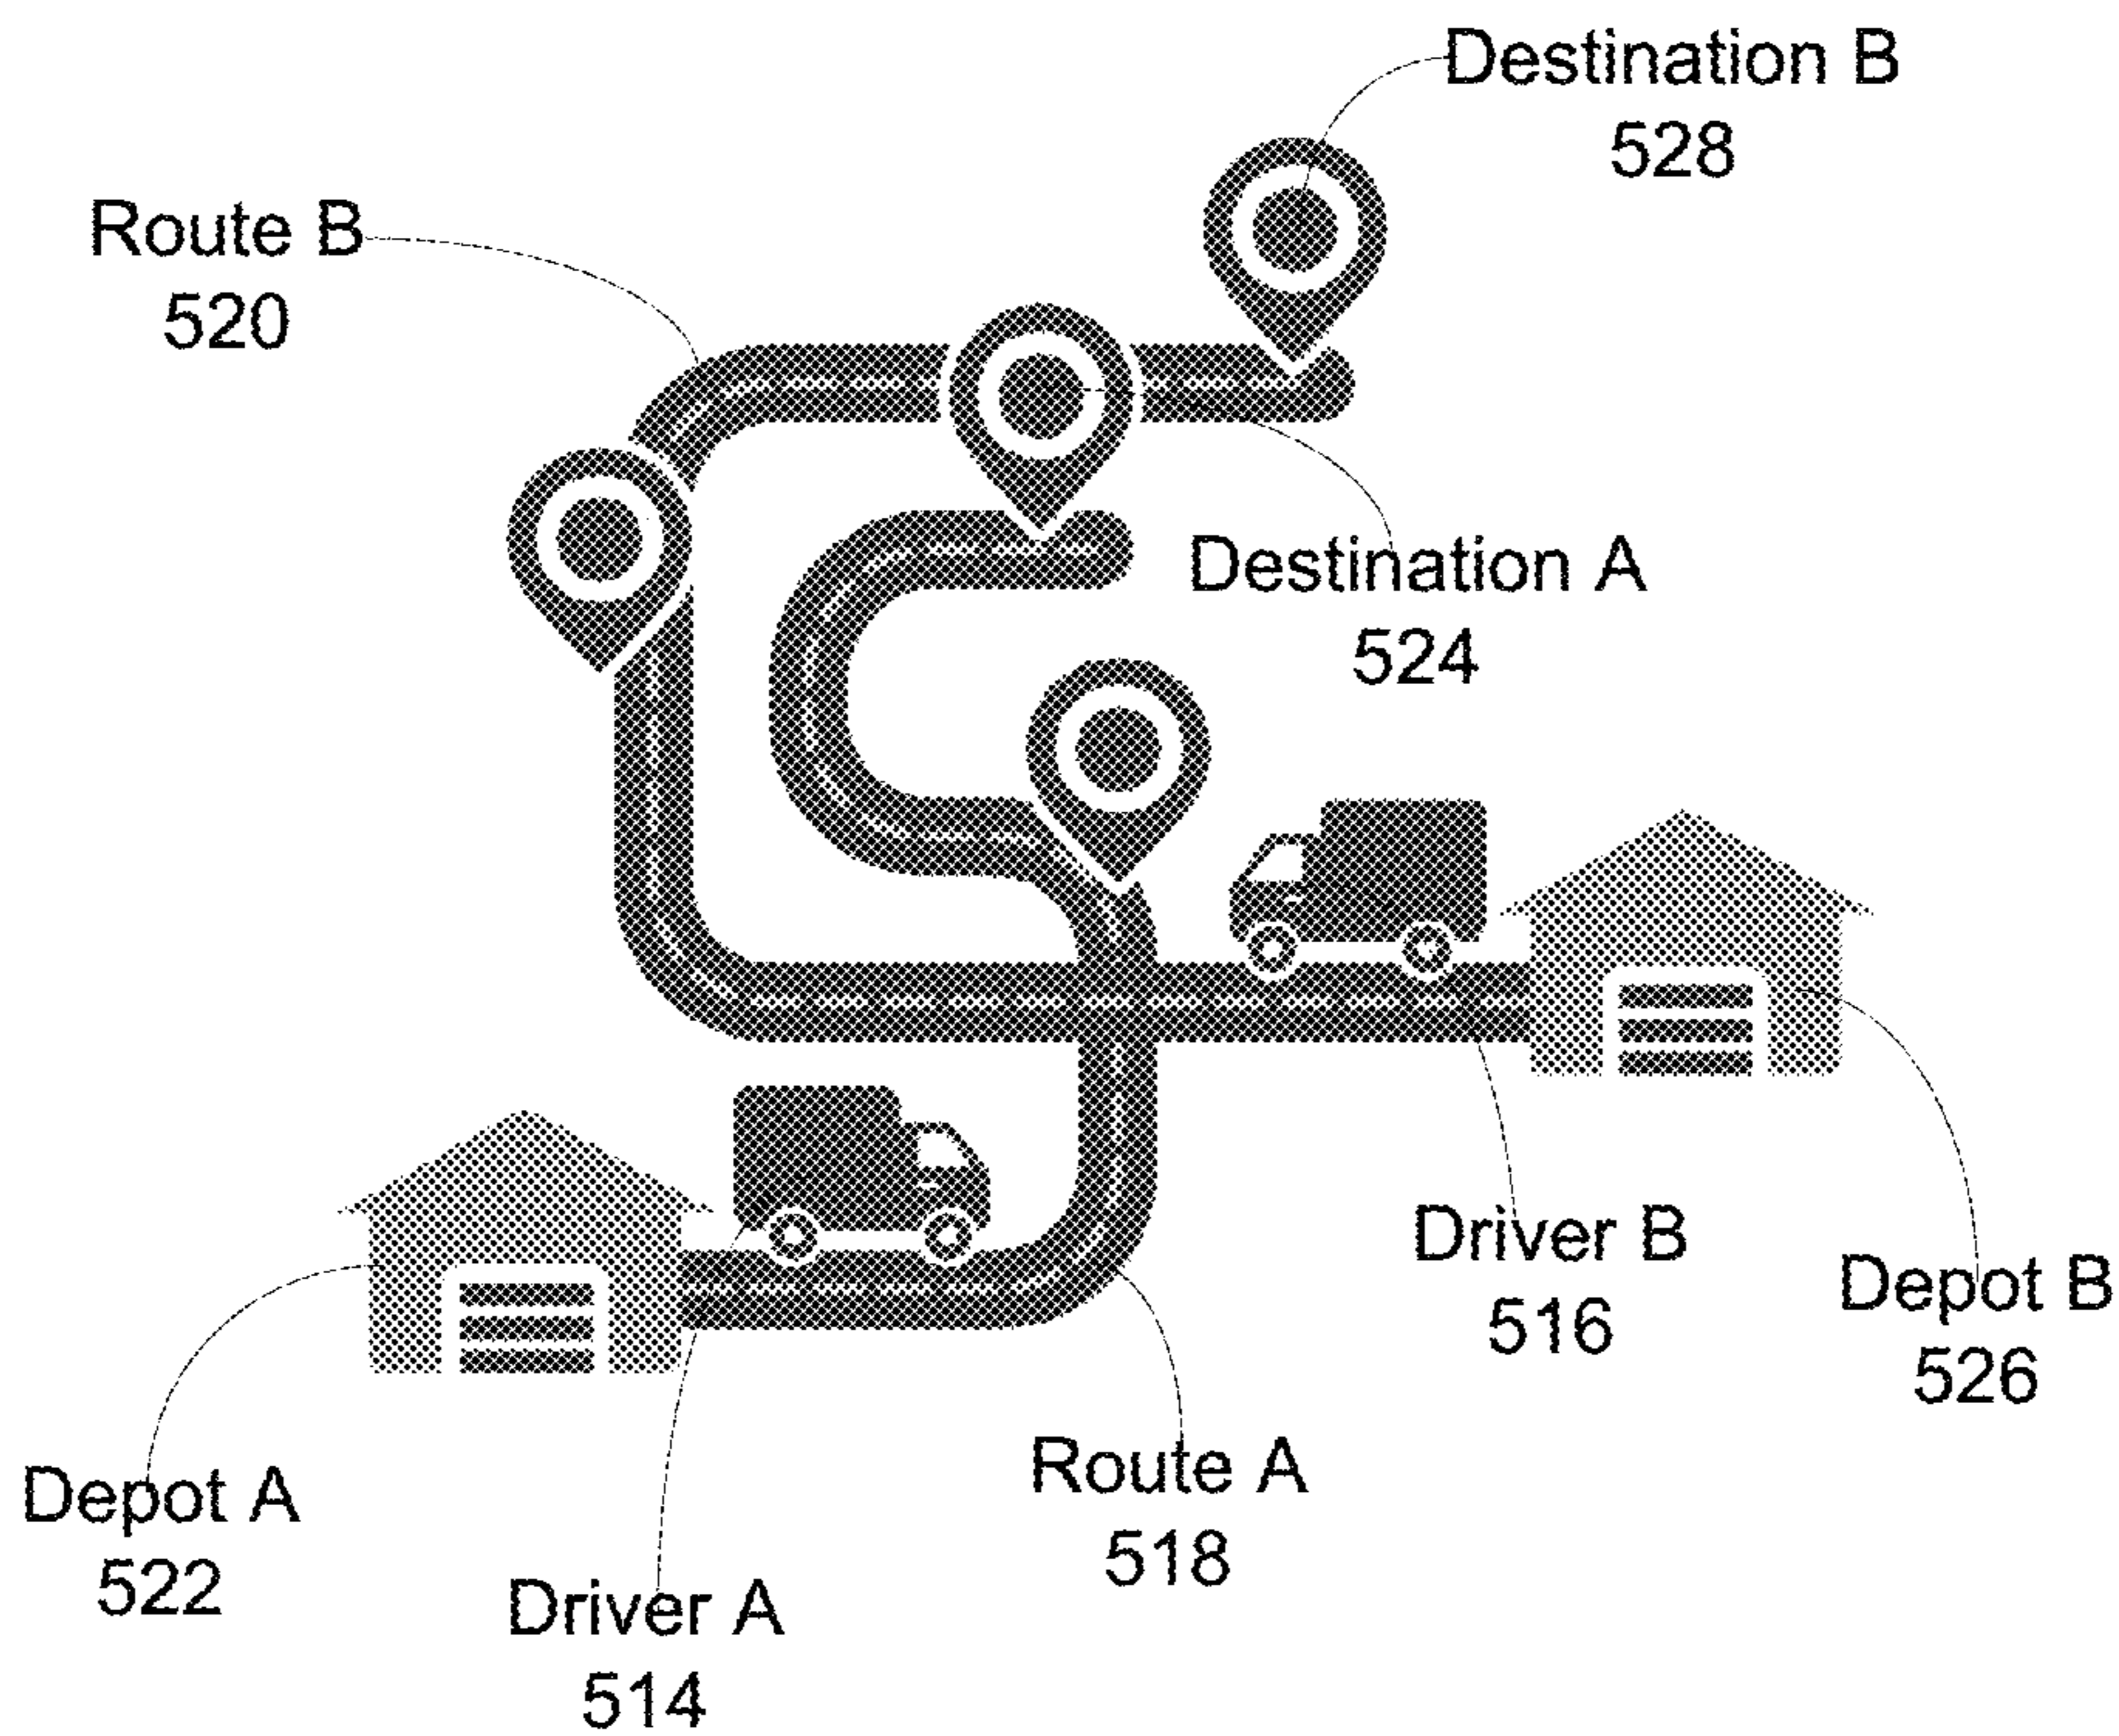 Destination B
528
Route B
520
Destination A
524
Driver B
516
Depot B
526
Route A
518
Depot A
522
Driver A
514